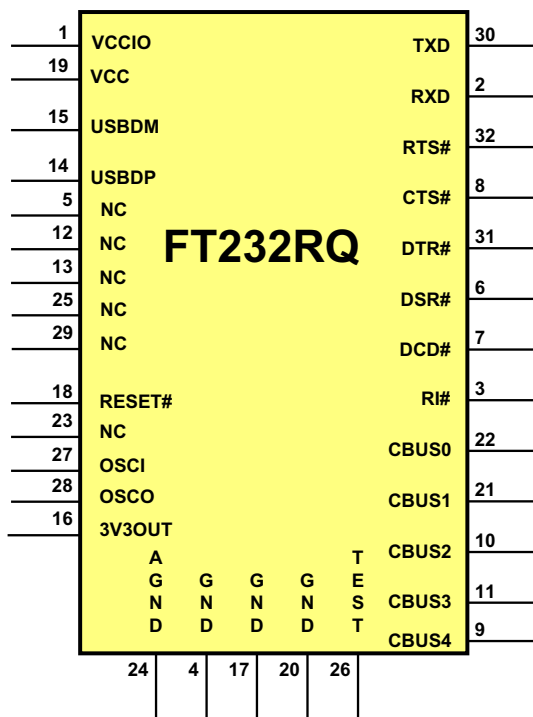 1 VCCIO
19 VCC
15 USBDM
14 USBDP
5 NC
12 NC
13 NC
25 NC
29 NC
18 RESET#
23 NC
27 OSCI
28 OSCO
16 3V3OUT
FT232RQ
TXD 30
RXD 2
RTS# 32
CTS# 8
DTR# 31
DSR# 6
DCD# 7
RI# 3
CBUS0 22
CBUS1 21
CBUS2 10
CBUS3 11
CBUS4 9
AGND
GND
GND
GND
TEST
24 4 17 20 26